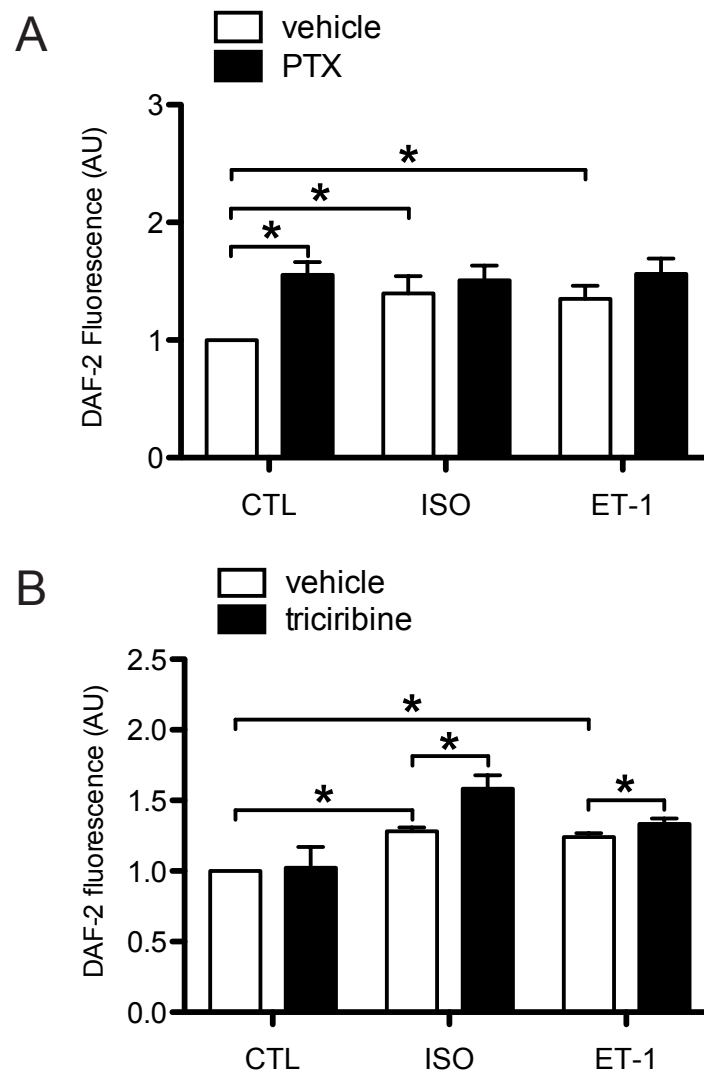 A
vehicle
PTX
DAF-2 Fluorescence (AU)
3
2
1
0
*
*
*
CTL ISO ET-1
B
vehicle
triciribine
DAF-2 fluorescence (AU)
2.5
2.0
1.5
1.0
0.5
0.0
*
*
*
*
CTL ISO ET-1